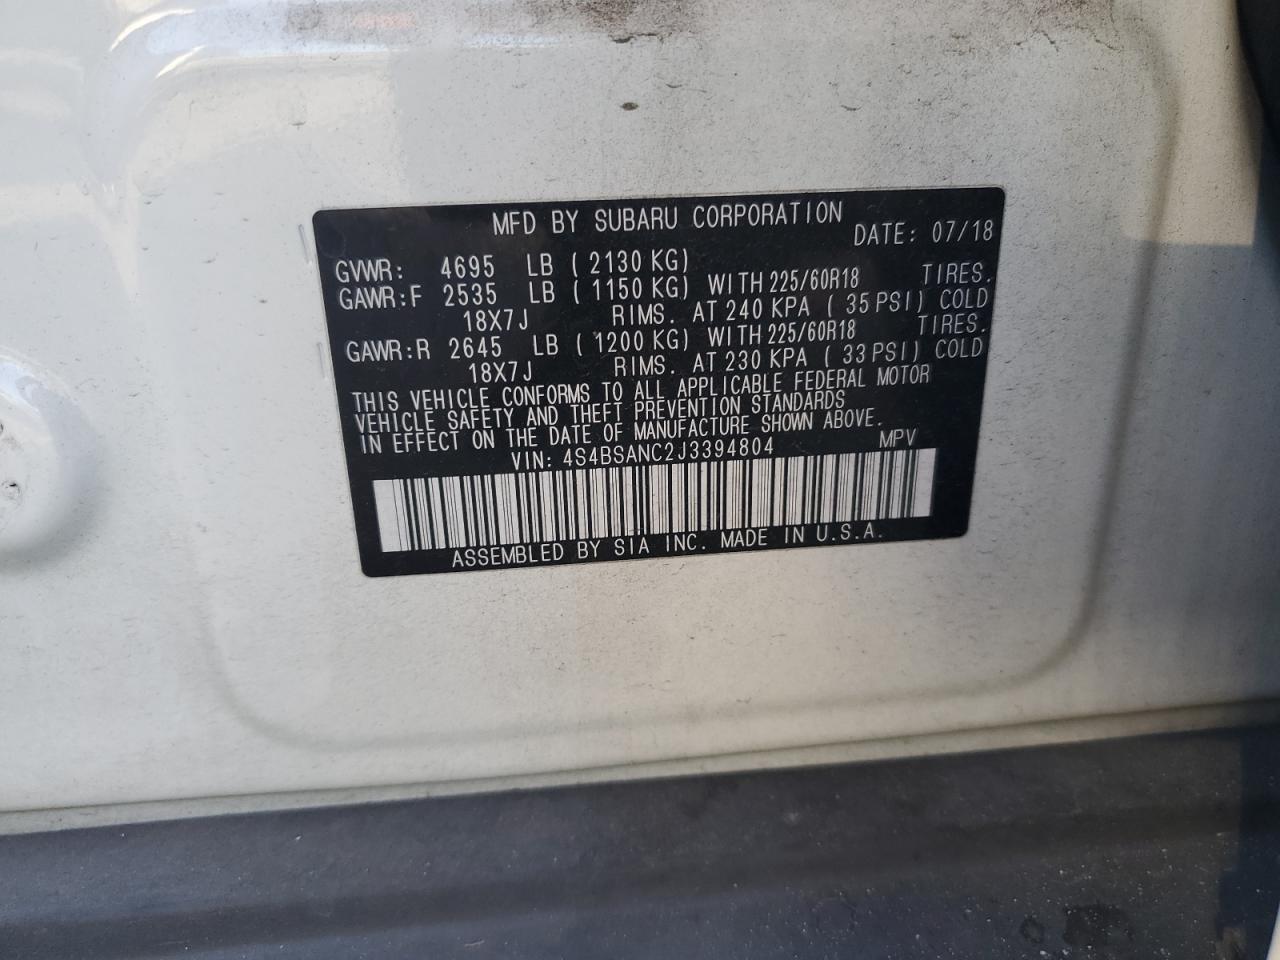 MFD BY SUBARU CORPORATION
DATE: 07/18
GVWR: 4695 LB ( 2130 KG)
GAWR:F 2535 LB ( 1150 KG) WITH 225/60R18 TIRES.
18X7J RIMS. AT 240 KPA ( 35 PSI) COLD
GAWR:R 2645 LB ( 1200 KG) WITH 225/60R18 TIRES.
18X7J RIMS. AT 230 KPA ( 33 PSI) COLD
THIS VEHICLE CONFORMS TO ALL APPLICABLE FEDERAL MOTOR
VEHICLE SAFETY AND THEFT PREVENTION STANDARDS
IN EFFECT ON THE DATE OF MANUFACTURE SHOWN ABOVE.
VIN: 4S4BSANC2J3394804 MPV
ASSEMBLED BY SIA INC. MADE IN U.S.A.